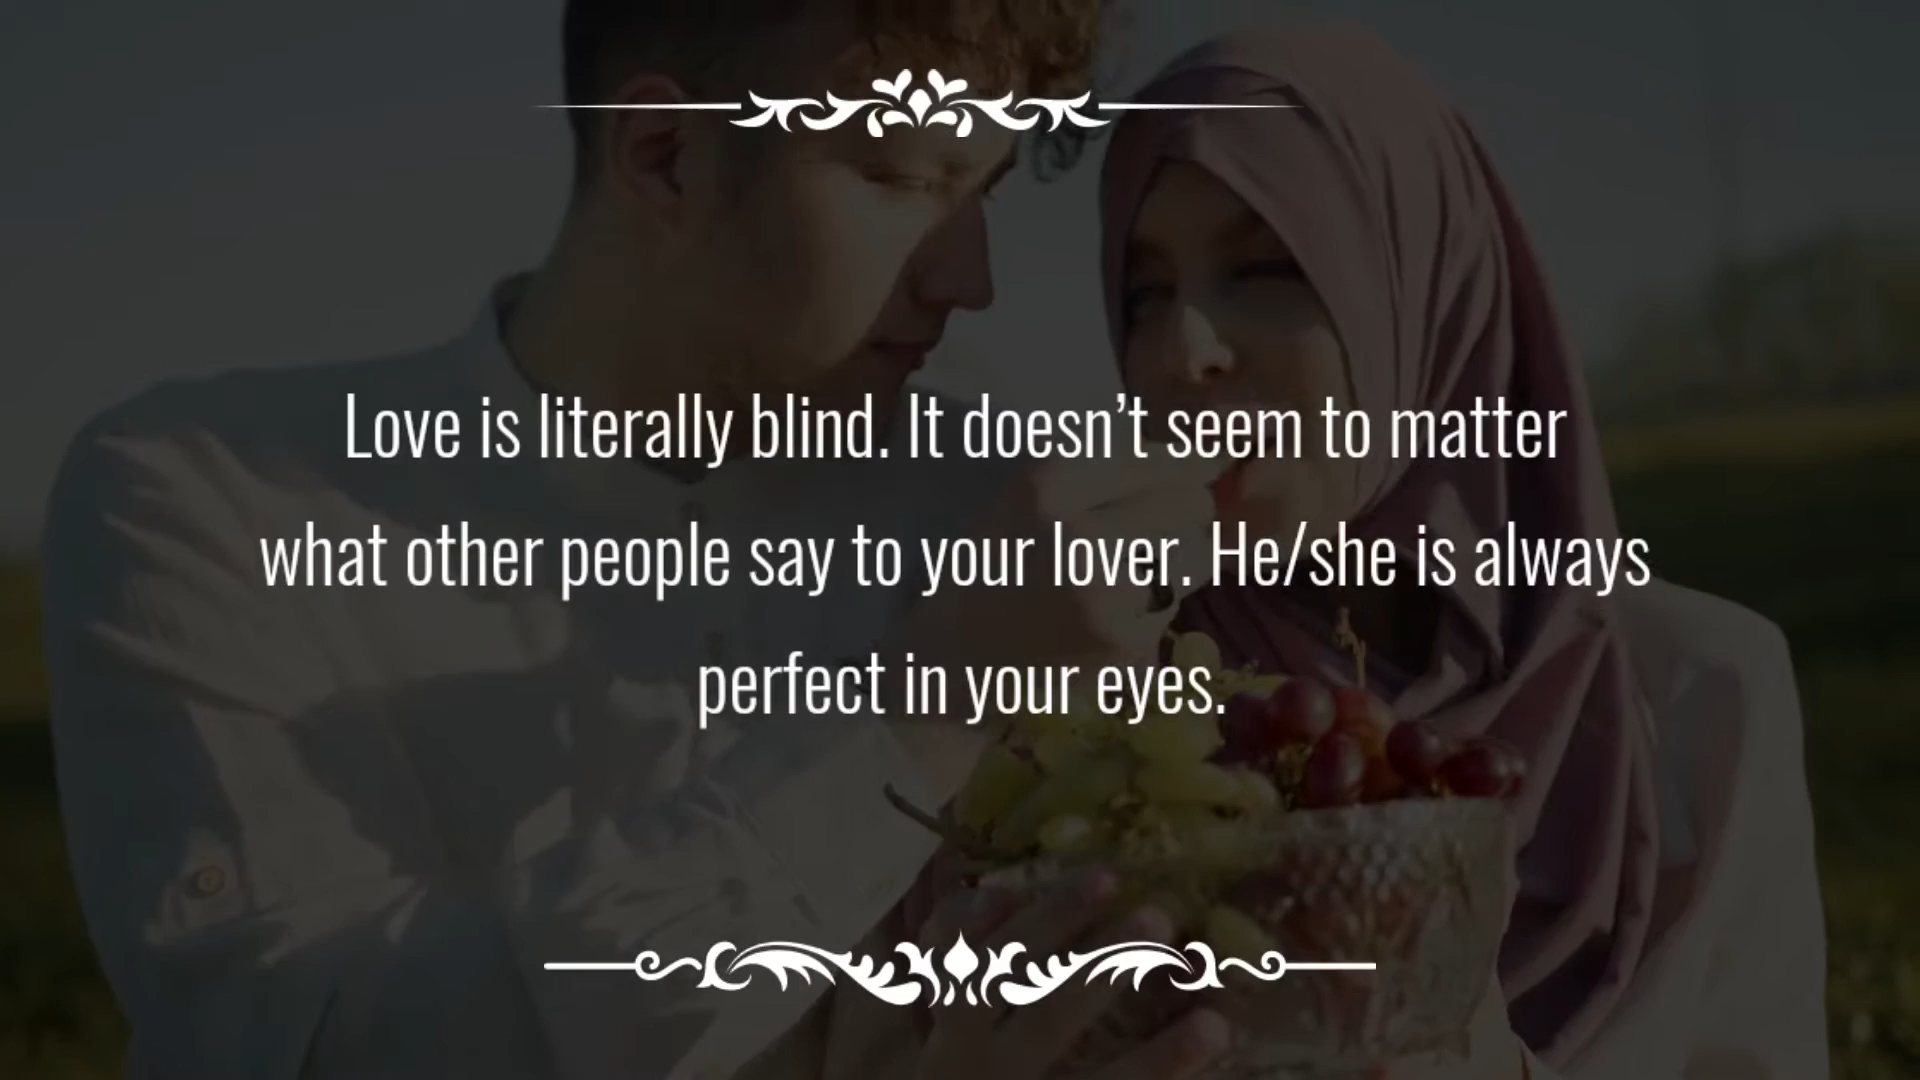 Love is literally blind. It doesn’t seem to matter
what other people say to your lover. He/she is always
perfect in your eyes.